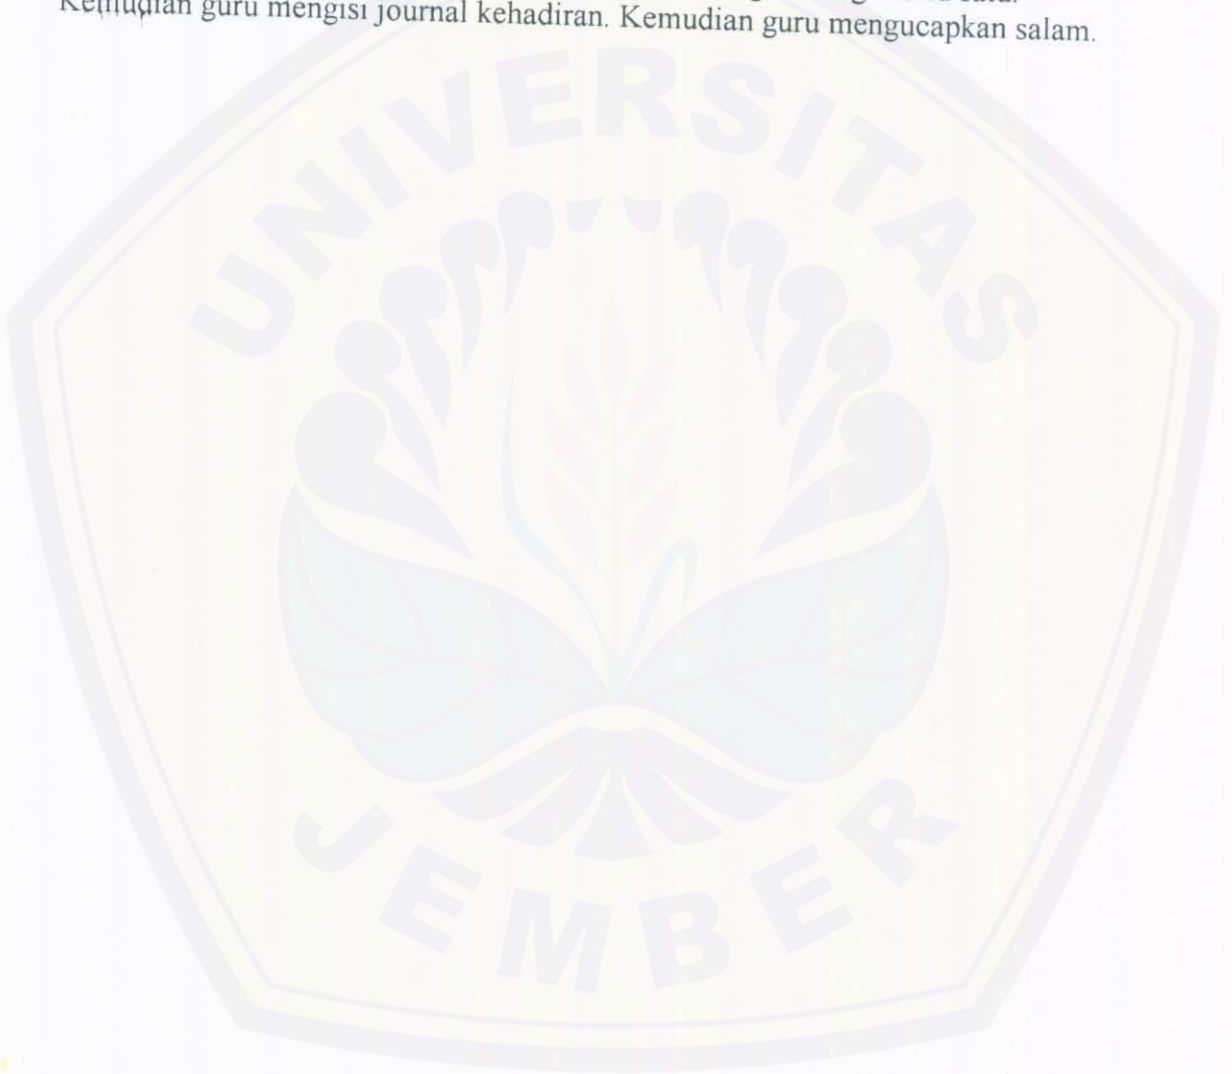 Kemudian guru mengisi journal kehadiran. Kemudian guru mengucapkan salam.
UNIVERSITAS
JEMBER